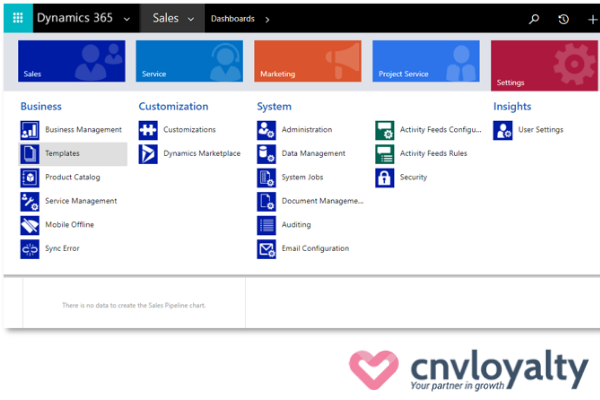 Dynamics 365
Sales
Dashboards
Sales
Service
Marketing
Project Service
Settings
Business
Customization
System
Insights
Business Management
Customizations
Administration
Activity Feeds Configu...
User Settings
Templates
Dynamics Marketplace
Data Management
Activity Feeds Rules
Product Catalog
System Jobs
Security
Service Management
Document Manageme...
Mobile Offline
Auditing
Sync Error
Email Configuration
There is no data to create the Sales Pipeline chart.
cnvloyalty
Your partner in growth